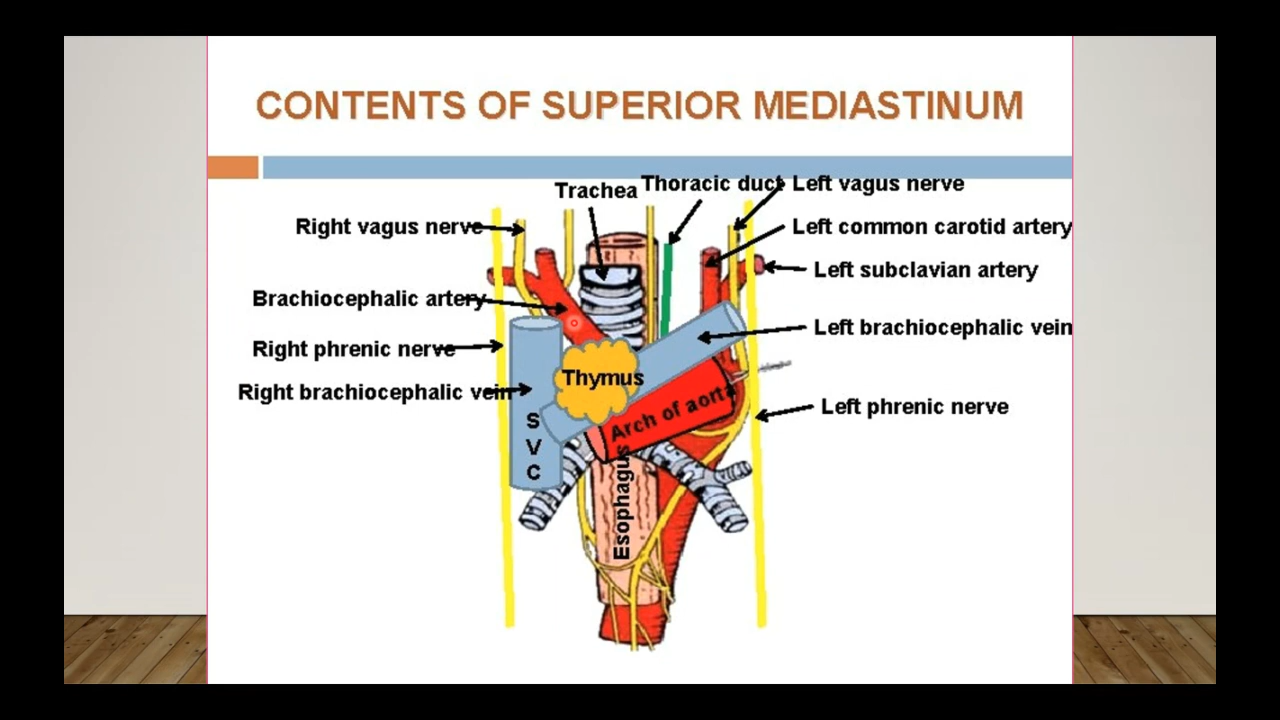 CONTENTS OF SUPERIOR MEDIASTINUM
Trachea
Thoracic duct
Left vagus nerve
Right vagus nerve
Left common carotid artery
Left subclavian artery
Brachiocephalic artery
Left brachiocephalic vein
Right phrenic nerve
Thymus
Right brachiocephalic vein
Arch of aorta
Left phrenic nerve
S
V
C
Esophagus